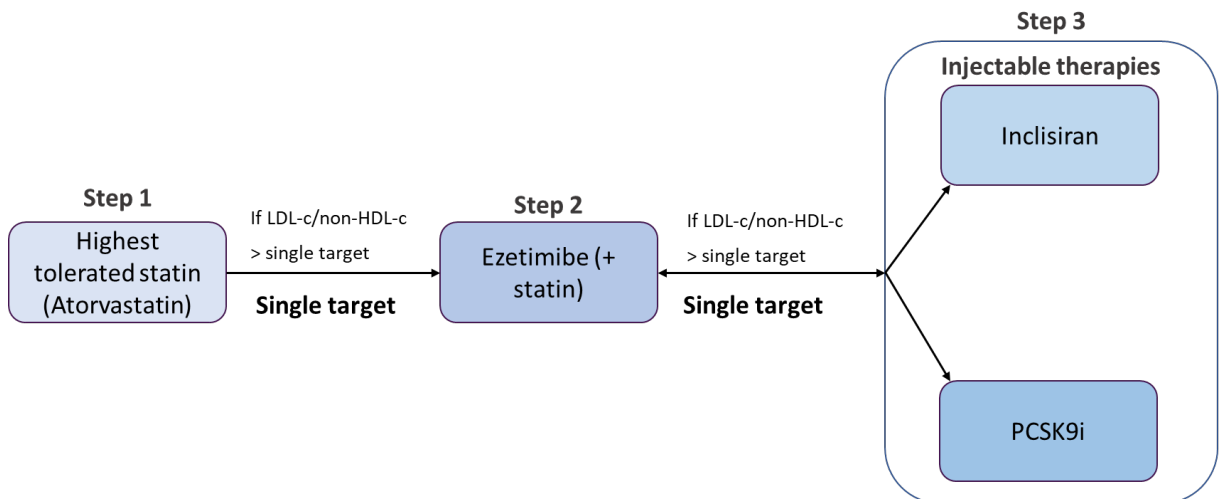 Step 1
Highest
tolerated statin
(Atorvastatin)
If LDL-c/non-HDL-c
> single target
Single target
Step 2
Ezetimibe (+
statin)
If LDL-c/non-HDL-c
> single target
Single target
Step 3
Injectable therapies
Inclisiran
PCSK9i